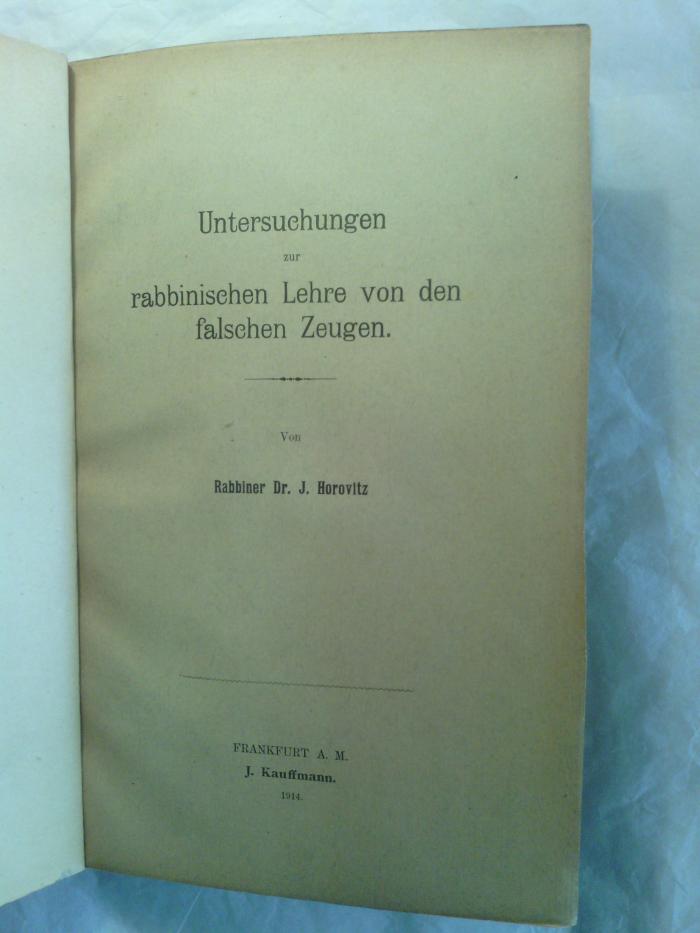 Untersuchungen
zur
rabbinischen Lehre von den
falschen Zeugen.
Von
Rabbiner Dr. J. Horovitz
FRANKFURT A. M.
J. Kauffmann.
1914.